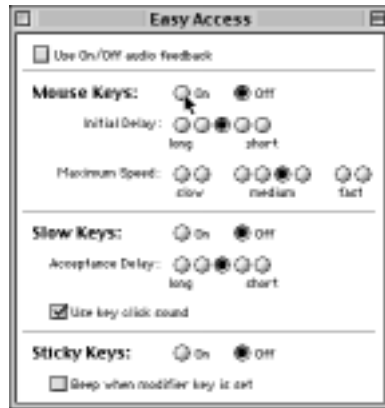 Easy Access
Use On/Off audio feedback
Mouse Keys: On Off
Initial Delay:
long short
Maximum Speed:
slow medium fast
Slow Keys: On Off
Acceptance Delay:
long short
Use key click sound
Sticky Keys: On Off
Beep when modifier key is set